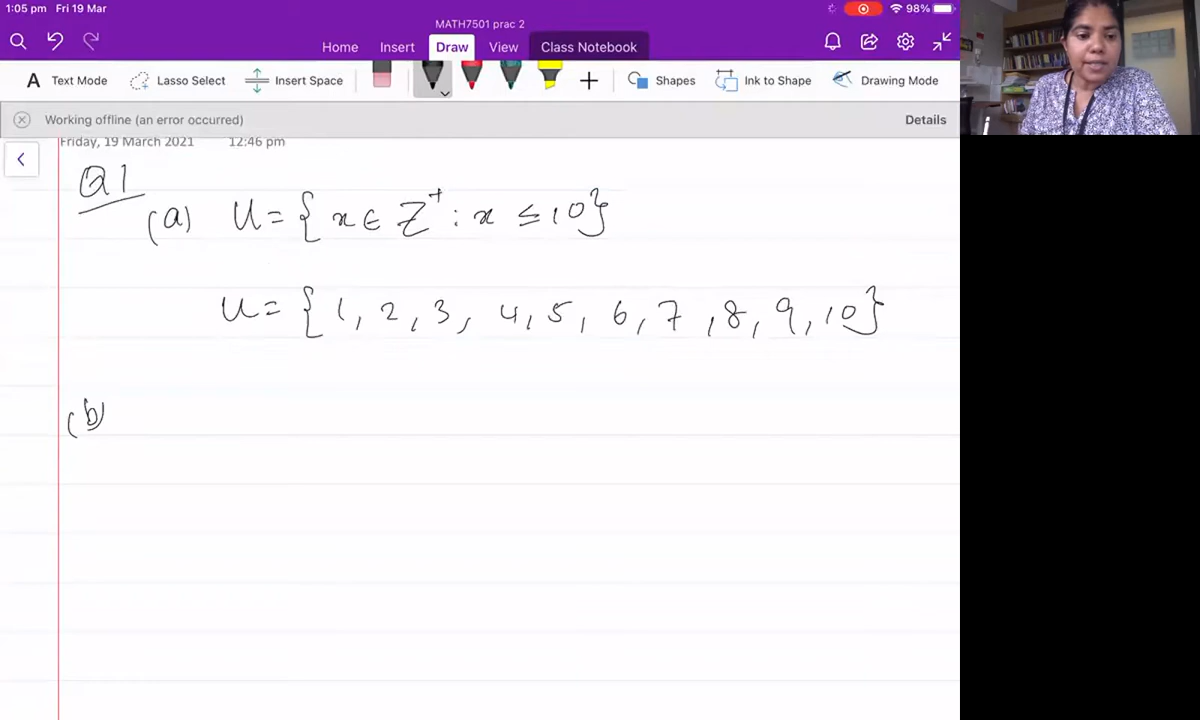 1:05 pm Fri 19 Mar 98%
MATH7501 prac 2
Home Insert Draw View Class Notebook
A Text Mode Lasso Select Insert Space Shapes Ink to Shape Drawing Mode
Working offline (an error occurred) Details
Friday, 19 March 2021 12:46 pm
Q1
(a) U = { x ∈ Z⁺ : x ≤ 10}
U = { 1, 2, 3, 4, 5, 6, 7, 8, 9, 10}
(b)